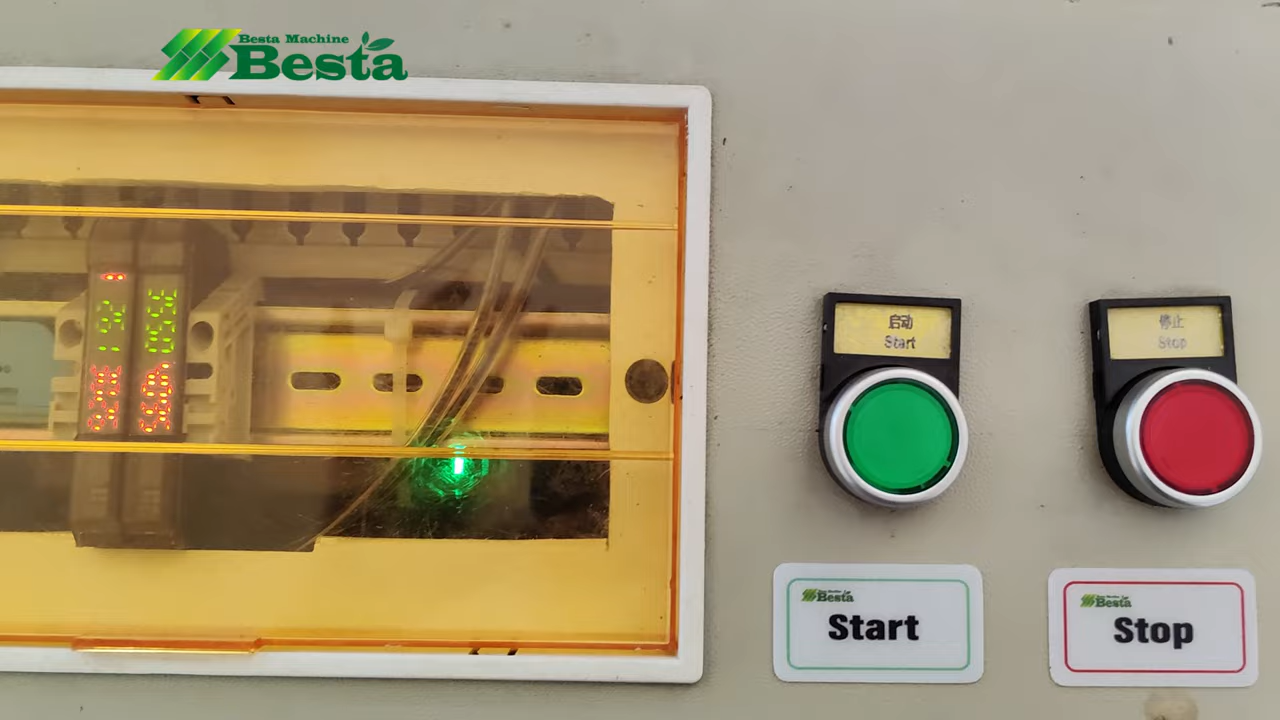 Besta Machine
Besta
启动
Start
停止
Stop
Besta
Start
Besta
Stop